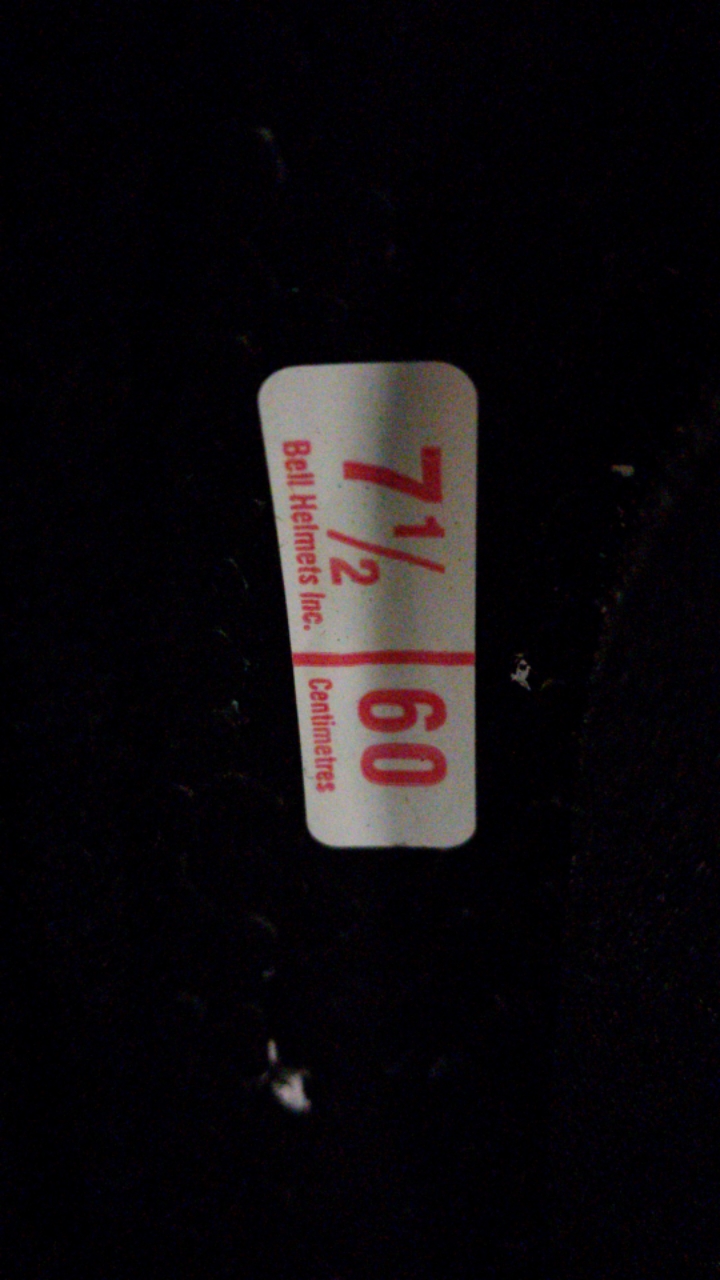 7 1/2
Bell Helmets Inc.
60
Centimetres